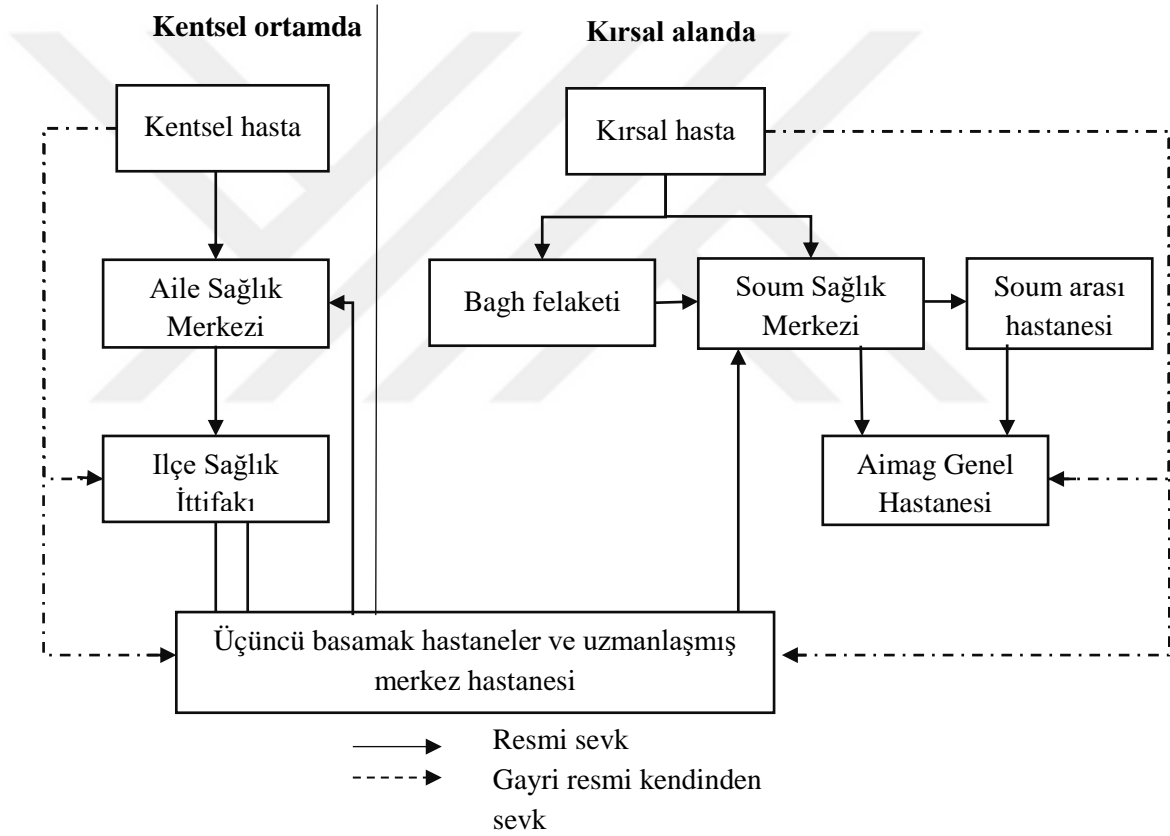 Kentsel ortamda
Kırsal alanda
Kentsel hasta
Kırsal hasta
Aile Sağlık
Merkezi
Bagh felaketi
Soum Sağlık
Merkezi
Soum arası
hastanesi
Ilçe Sağlık
İttifakı
Aimag Genel
Hastanesi
Üçüncü basamak hastaneler ve uzmanlaşmış
merkez hastanesi
Resmi sevk
Gayri resmi kendinden
sevk